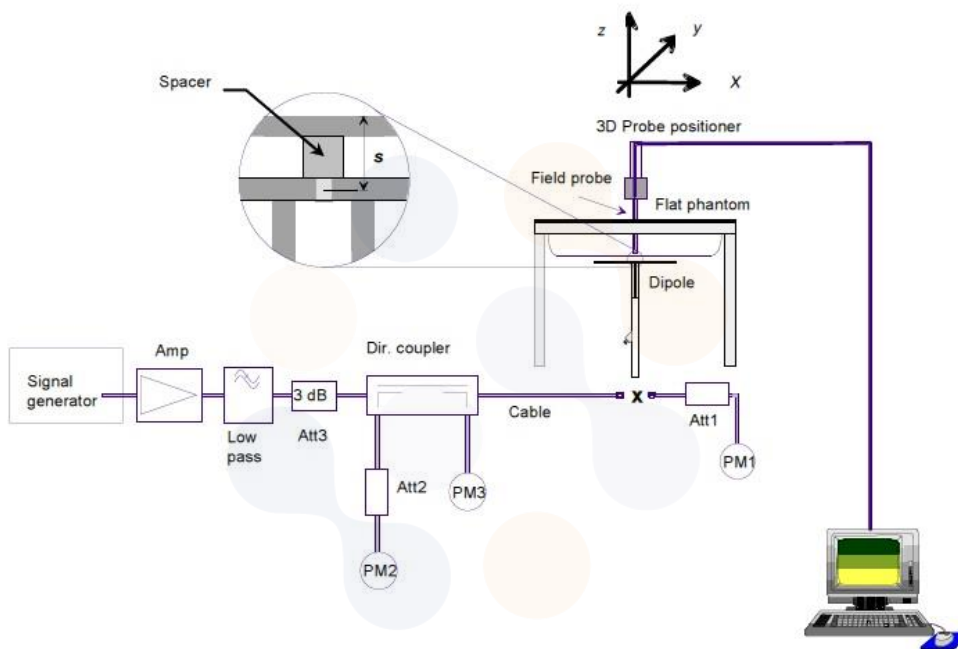 z
y
X
Spacer
3D Probe positioner
s
Field probe
Flat phantom
Dipole
Amp
Dir. coupler
Signal
generator
3 dB
Cable
x
Att1
Low
pass
Att3
PM1
Att2
PM3
PM2